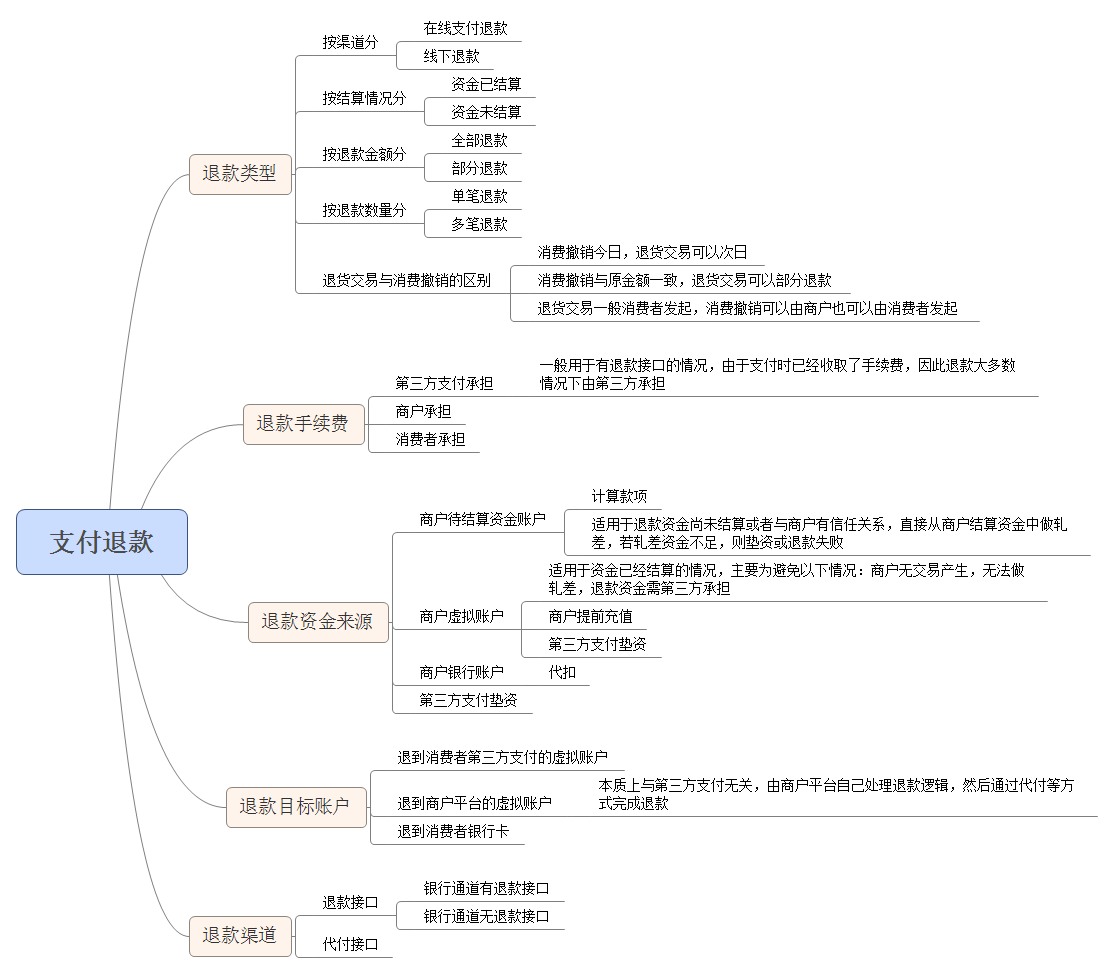 支付退款
退款类型
按渠道分
在线支付退款
线下退款
按结算情况分
资金已结算
资金未结算
按退款金额分
全部退款
部分退款
按退款数量分
单笔退款
多笔退款
退货交易与消费撤销的区别
消费撤销今日，退货交易可以次日
消费撤销与原金额一致，退货交易可以部分退款
退货交易一般消费者发起，消费撤销可以由商户也可以由消费者发起
退款手续费
第三方支付承担
一般用于有退款接口的情况，由于支付时已经收取了手续费，因此退款大多数
情况下由第三方承担
商户承担
消费者承担
退款资金来源
商户待结算资金账户
计算款项
适用于退款资金尚未结算或者与商户有信任关系，直接从商户结算资金中做轧
差，若轧差资金不足，则垫资或退款失败
商户虚拟账户
适用于资金已经结算的情况，主要为避免以下情况：商户无交易产生，无法做
轧差，退款资金需第三方承担
商户提前充值
第三方支付垫资
商户银行账户
代扣
第三方支付垫资
退款目标账户
退到消费者第三方支付的虚拟账户
退到商户平台的虚拟账户
本质上与第三方支付无关，由商户平台自己处理退款逻辑，然后通过代付等方
式完成退款
退到消费者银行卡
退款渠道
退款接口
银行通道有退款接口
银行通道无退款接口
代付接口